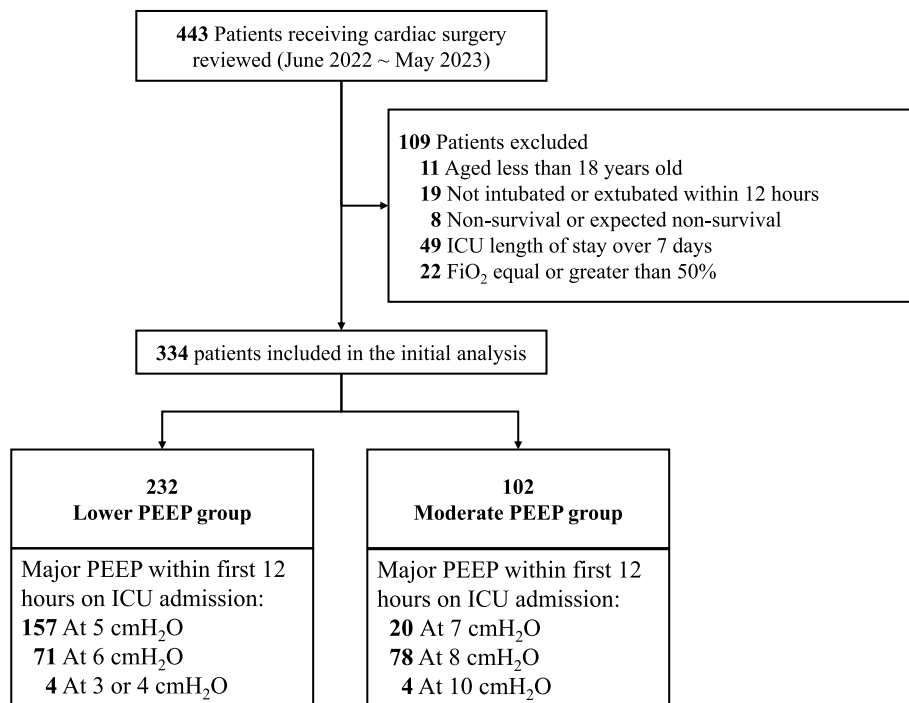 443 Patients receiving cardiac surgery
reviewed (June 2022 ~ May 2023)
109 Patients excluded
11 Aged less than 18 years old
19 Not intubated or extubated within 12 hours
8 Non-survival or expected non-survival
49 ICU length of stay over 7 days
22 FiO₂ equal or greater than 50%
334 patients included in the initial analysis
232
Lower PEEP group
Major PEEP within first 12
hours on ICU admission:
157 At 5 cmH₂O
71 At 6 cmH₂O
4 At 3 or 4 cmH₂O
102
Moderate PEEP group
Major PEEP within first 12
hours on ICU admission:
20 At 7 cmH₂O
78 At 8 cmH₂O
4 At 10 cmH₂O